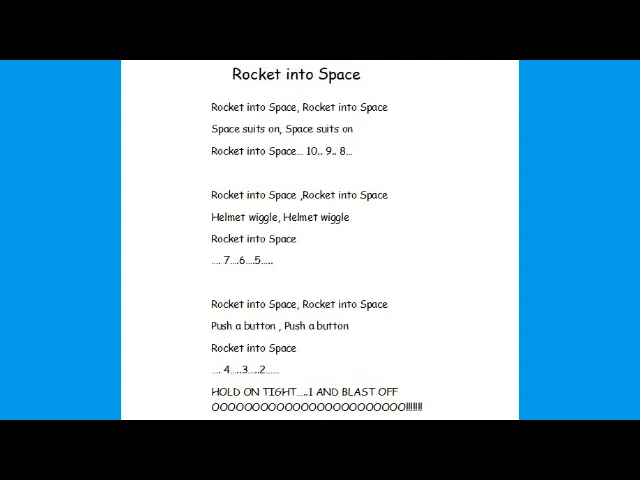 Rocket into Space
Rocket into Space, Rocket into Space
Space suits on, Space suits on
Rocket into Space... 10.. 9.. 8...
Rocket into Space ,Rocket into Space
Helmet wiggle, Helmet wiggle
Rocket into Space
.... 7....6....5.....
Rocket into Space, Rocket into Space
Push a button , Push a button
Rocket into Space
.... 4.....3.....2......
HOLD ON TIGHT.....1 AND BLAST OFF
OOOOOOOOOOOOOOOOOOOOOOOO!!!!!!!